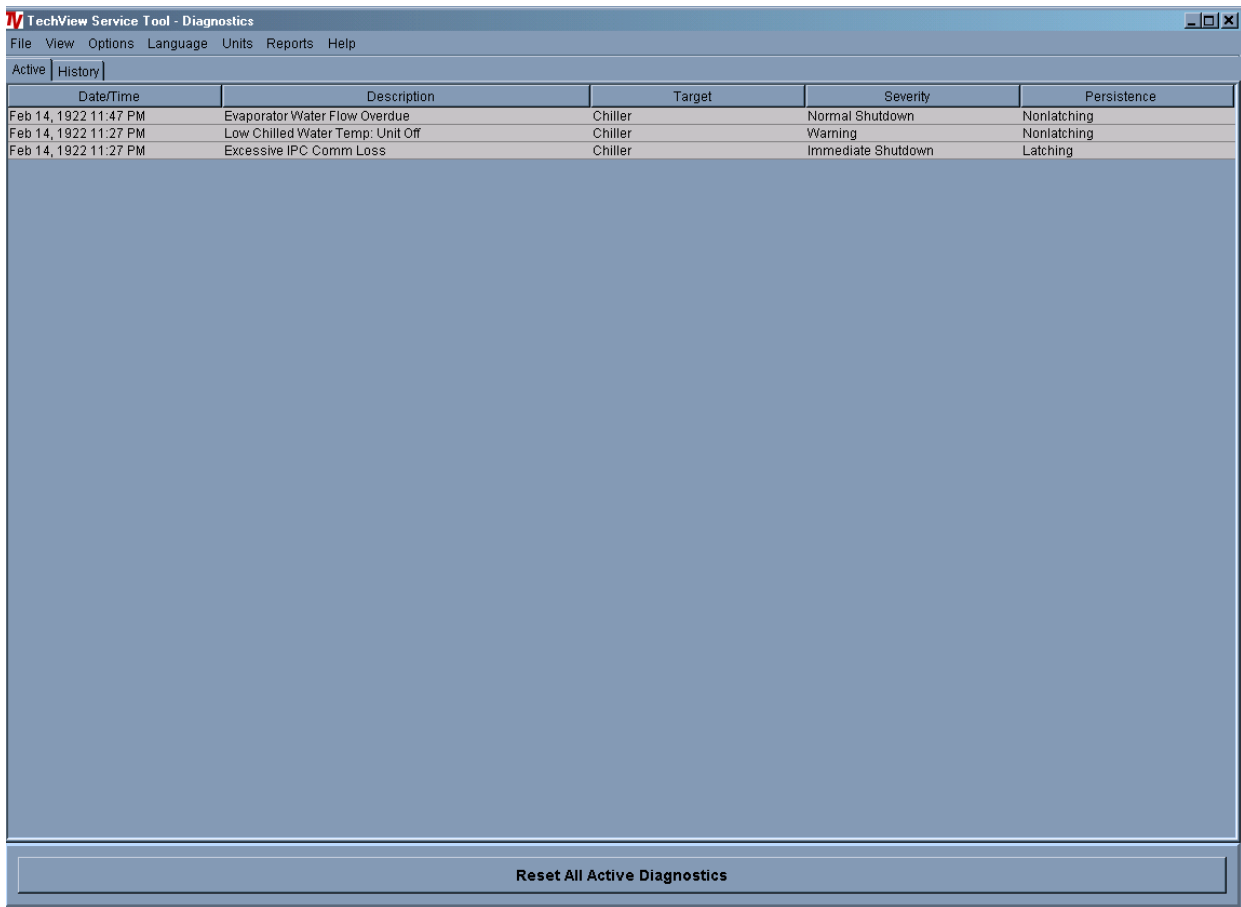 TV TechView Service Tool - Diagnostics
File View Options Language Units Reports Help
Active History
Date/Time Description Target Severity Persistence
Feb 14, 1922 11:47 PM Evaporator Water Flow Overdue Chiller Normal Shutdown Nonlatching
Feb 14, 1922 11:27 PM Low Chilled Water Temp: Unit Off Chiller Warning Nonlatching
Feb 14, 1922 11:27 PM Excessive IPC Comm Loss Chiller Immediate Shutdown Latching
Reset All Active Diagnostics